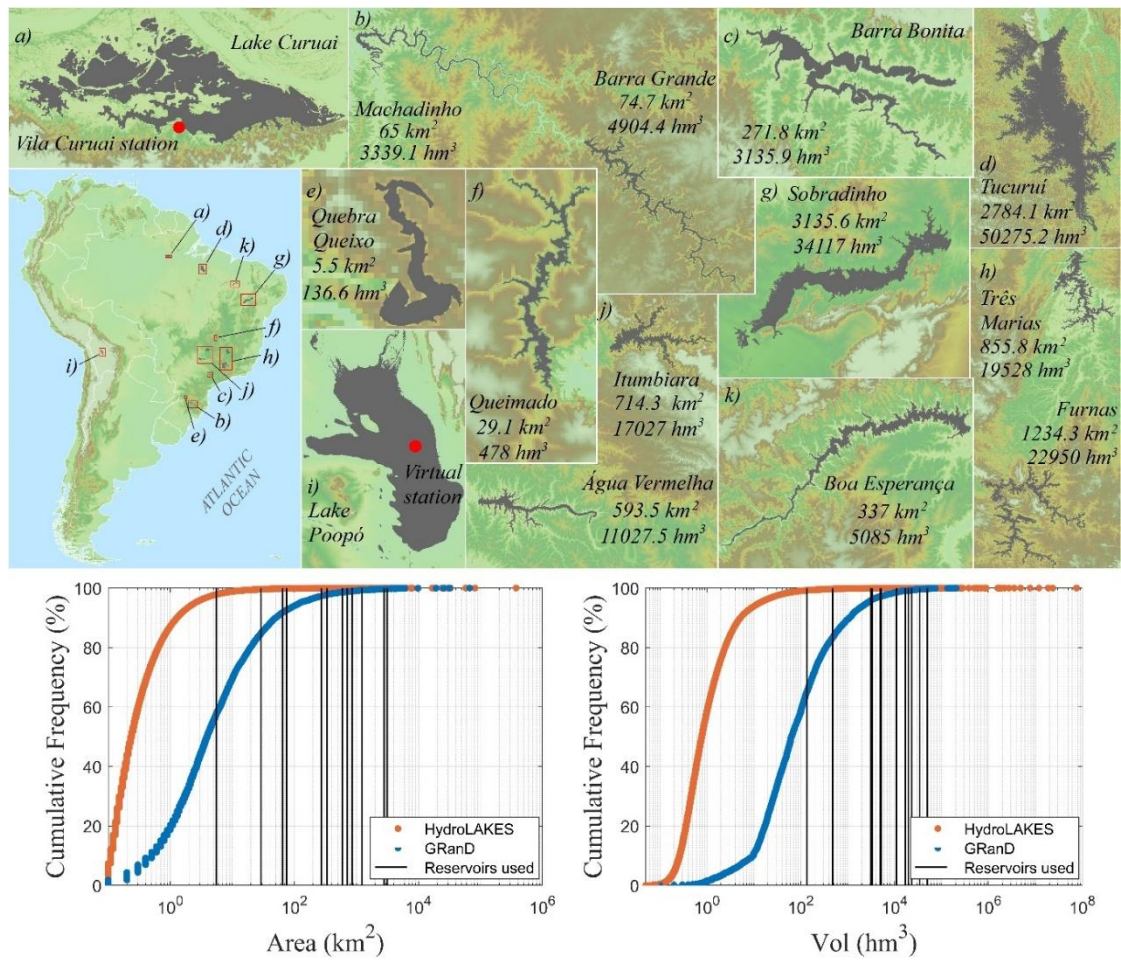 a)
Lake Curuai
Vila Curuai station
b)
Machadinho
65 km²
3339.1 hm³
Barra Grande
74.7 km²
4904.4 hm³
c)
Barra Bonita
271.8 km²
3135.9 hm³
d)
Tucuruí
2784.1 km²
50275.2 hm³
a)
d)
k)
g)
f)
i)
h)
j)
c)
b)
e)
ATLANTIC
OCEAN
e)
Quebra
Queixo
5.5 km²
136.6 hm³
f)
Queimado
29.1 km²
478 hm³
g)
Sobradinho
3135.6 km²
34117 hm³
h)
Três
Marias
855.8 km²
19528 hm³
Furnas
1234.3 km²
22950 hm³
i)
Lake
Poopó
Virtual
station
j)
Itumbiara
714.3 km²
17027 hm³
Água Vermelha
593.5 km²
11027.5 hm³
k)
Boa Esperança
337 km²
5085 hm³
Cumulative Frequency (%)
100
80
60
40
20
0
10⁰
10²
10⁴
10⁶
Area (km²)
HydroLAKES
GRanD
Reservoirs used
Cumulative Frequency (%)
100
80
60
40
20
0
10⁰
10²
10⁴
10⁶
10⁸
Vol (hm³)
HydroLAKES
GRanD
Reservoirs used